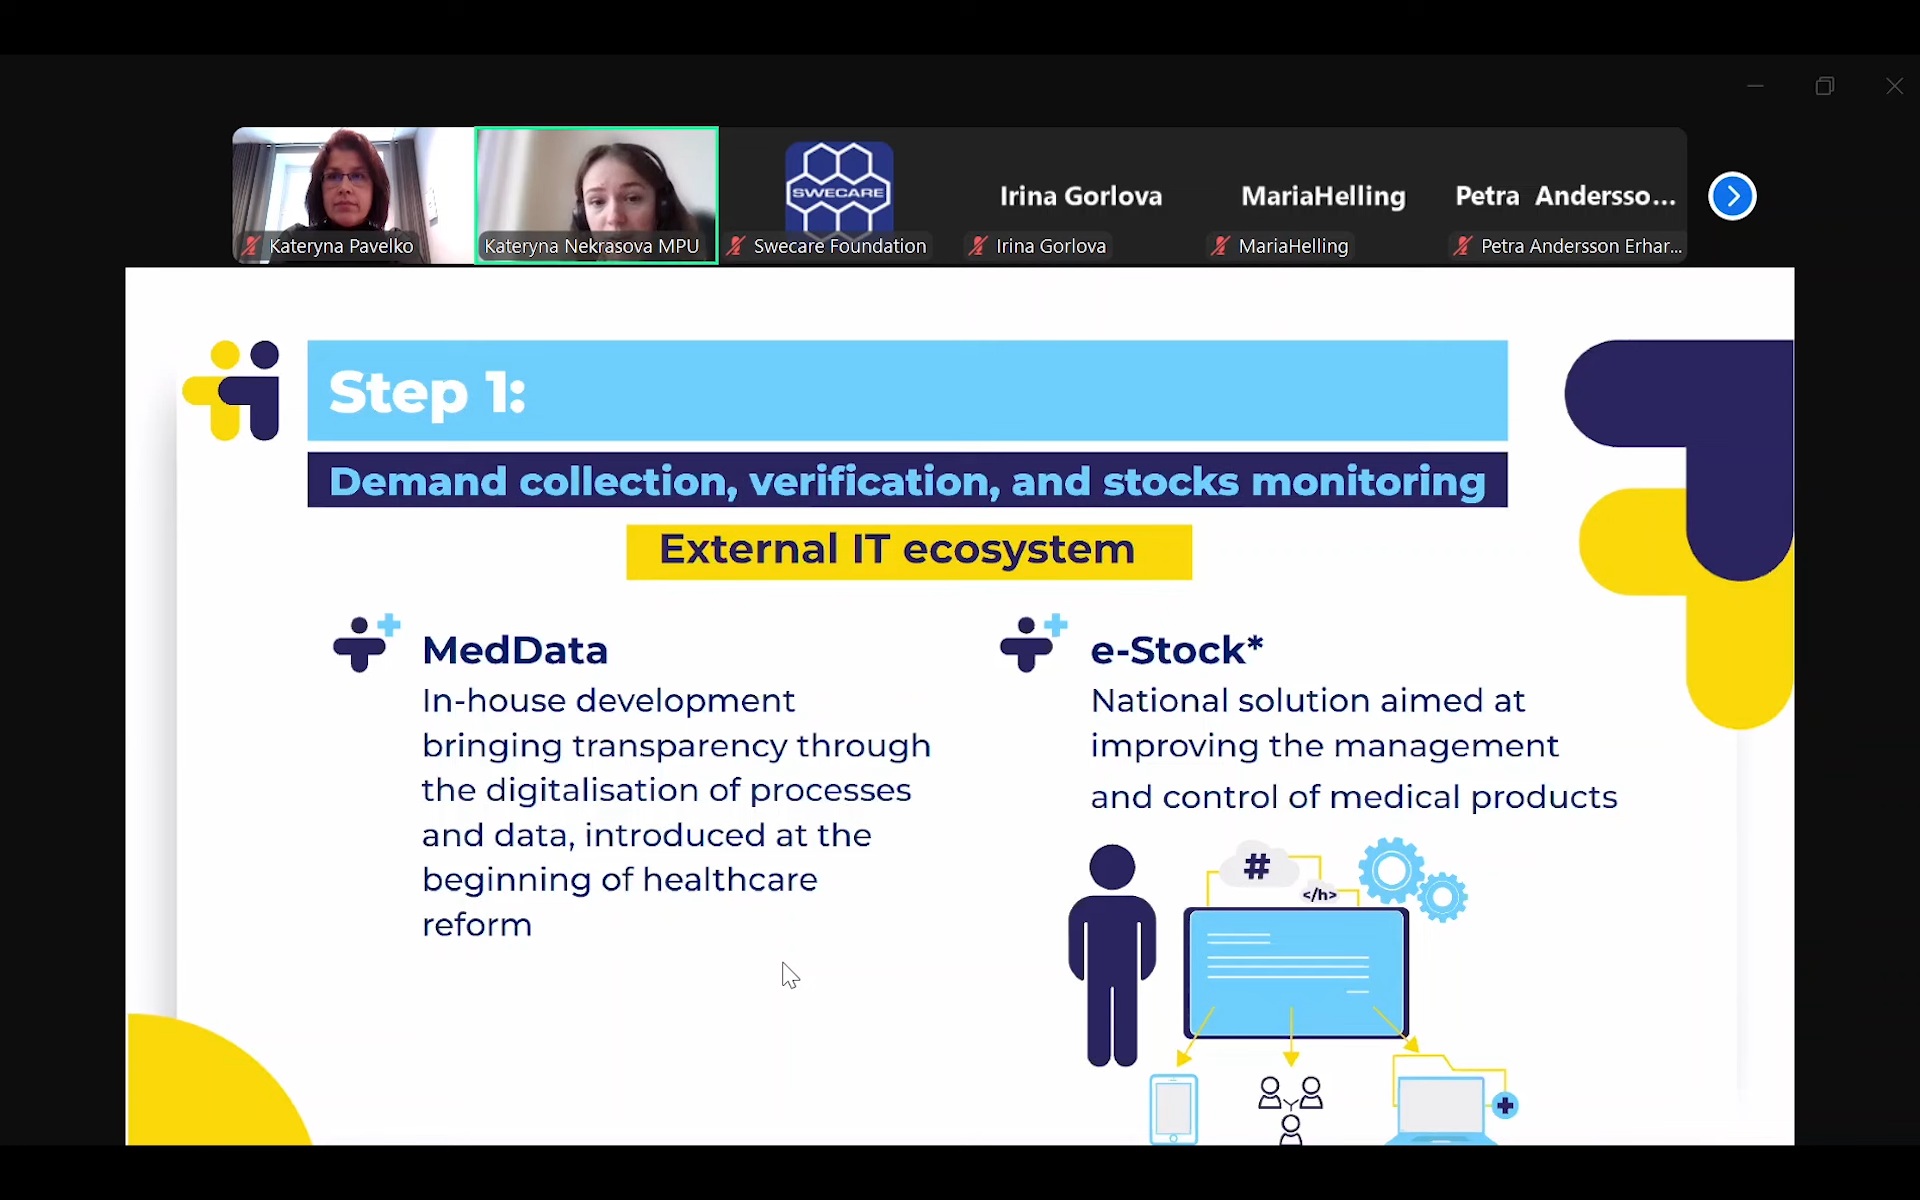 SWECARE
Irina Gorlova
MariaHelling
Petra Andersso...
Kateryna Pavelko
Kateryna Nekrasova MPU
Swecare Foundation
Irina Gorlova
MariaHelling
Petra Andersson Erhar...
Step 1:
Demand collection, verification, and stocks monitoring
External IT ecosystem
MedData
In-house development
bringing transparency through
the digitalisation of processes
and data, introduced at the
beginning of healthcare
reform
e-Stock*
National solution aimed at
improving the management
and control of medical products
#
</h>